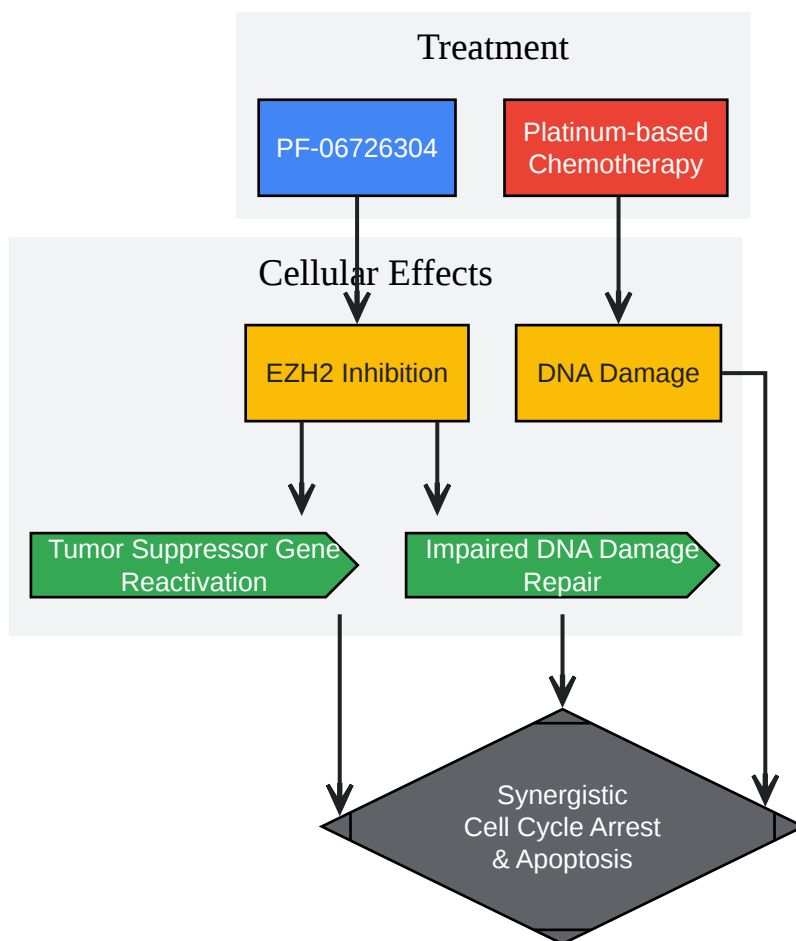 Treatment
PF-06726304
Platinum-based
Chemotherapy
Cellular Effects
EZH2 Inhibition
DNA Damage
Tumor Suppressor Gene
Reactivation
Impaired DNA Damage
Repair
Synergistic
Cell Cycle Arrest
& Apoptosis